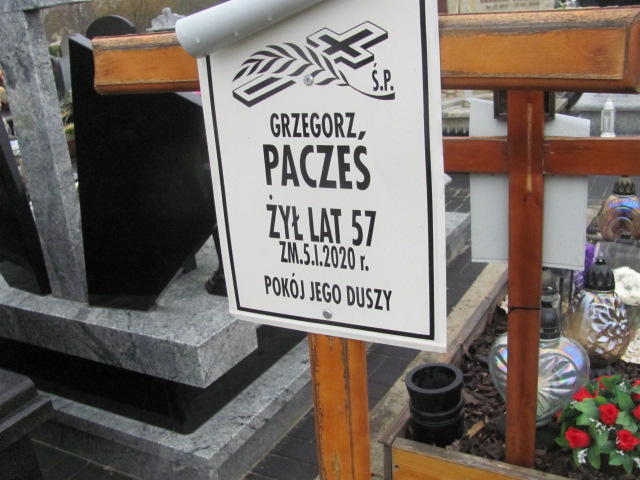 Ś.P.
GRZEGORZ
PACZEŚ
ŻYŁ LAT 57
ZM.5.I.2020 r.
POKÓJ JEGO DUSZY